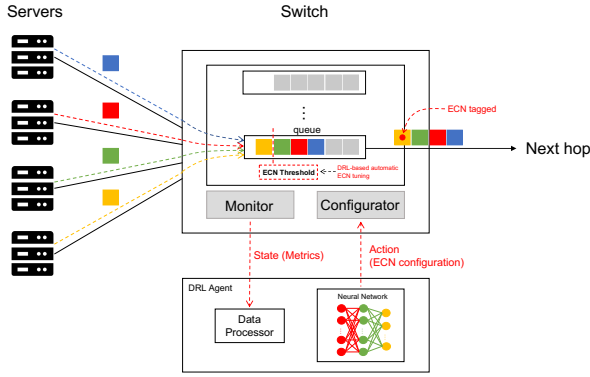 Servers
Switch
ECN tagged
⋮
queue
Next hop
ECN Threshold
DRL-based automatic
ECN tuning.
Monitor
Configurator
State (Metrics)
Action
(ECN configuration)
DRL Agent
Neural Network
Data
Processor